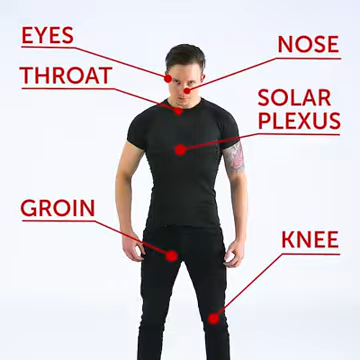 EYES
NOSE
THROAT
SOLAR
PLEXUS
GROIN
KNEE